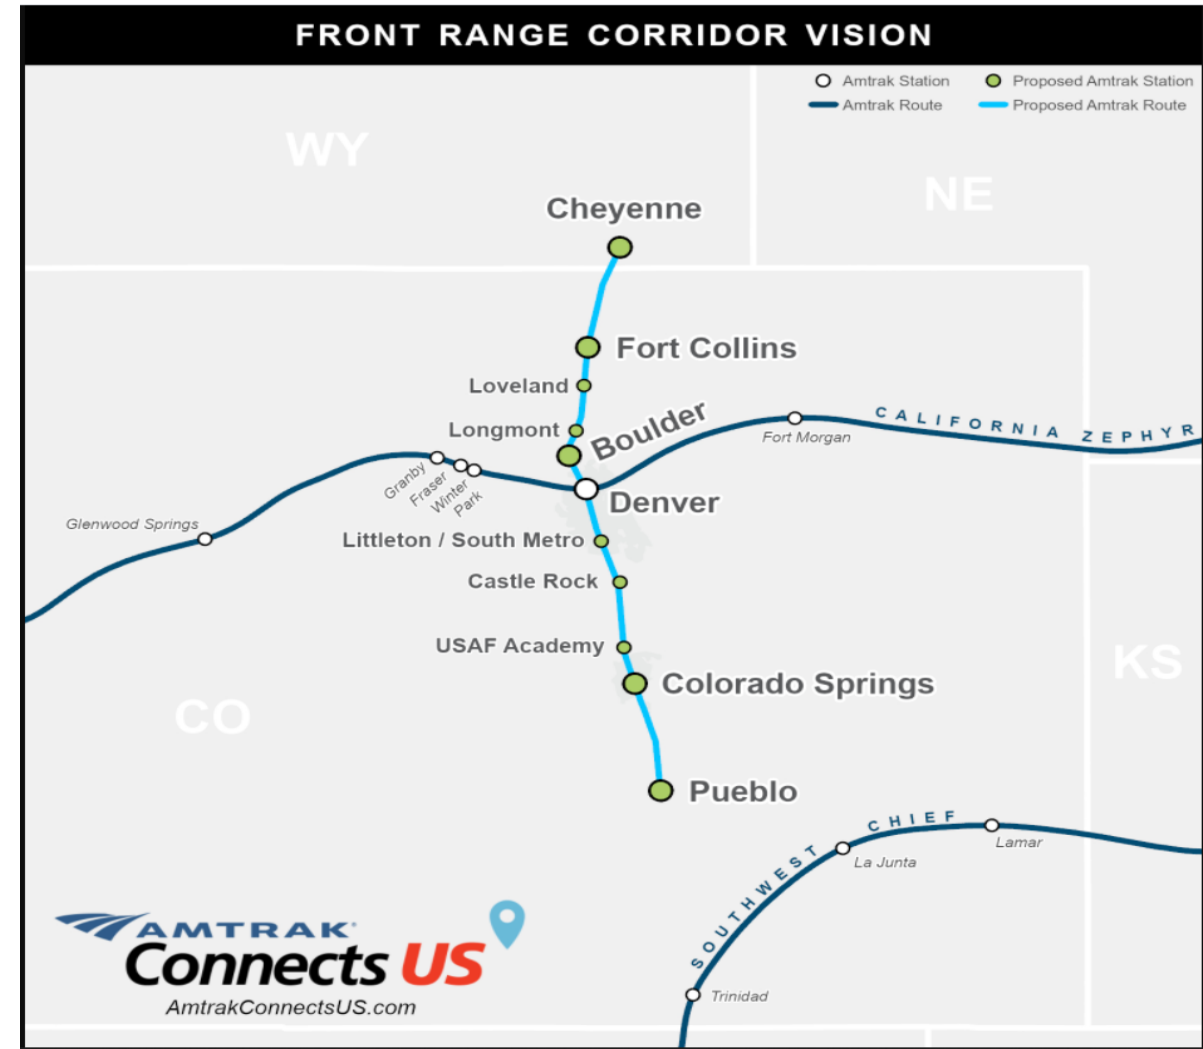 FRONT RANGE CORRIDOR VISION
Amtrak Station
Proposed Amtrak Station
Amtrak Route
Proposed Amtrak Route
WY
NE
Cheyenne
Fort Collins
Loveland
Longmont
Boulder
CALIFORNIA ZEPHYR
Fort Morgan
Granby
Fraser
Winter
Park
Denver
Glenwood Springs
Littleton / South Metro
Castle Rock
USAF Academy
KS
Colorado Springs
CO
Pueblo
SOUTHWEST CHIEF
Lamar
La Junta
Trinidad
AMTRAK
Connects US
AmtrakConnectsUS.com